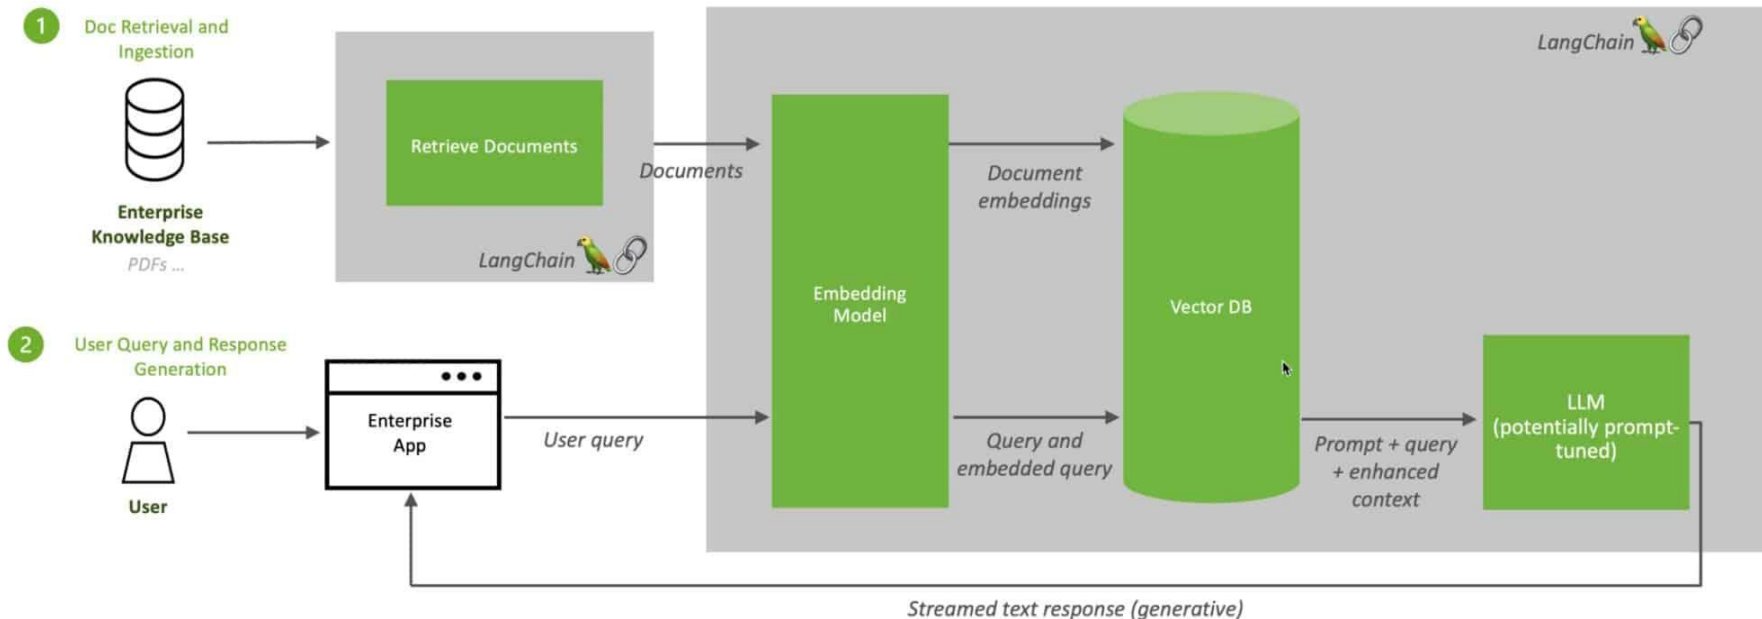 1
Doc Retrieval and
Ingestion
Enterprise
Knowledge Base
PDFs ...
Retrieve Documents
LangChain
Documents
LangChain
Embedding
Model
Document
embeddings
Vector DB
2
User Query and Response
Generation
User
Enterprise
App
User query
Query and
embedded query
Prompt + query
+ enhanced
context
LLM
(potentially prompt-
tuned)
Streamed text response (generative)